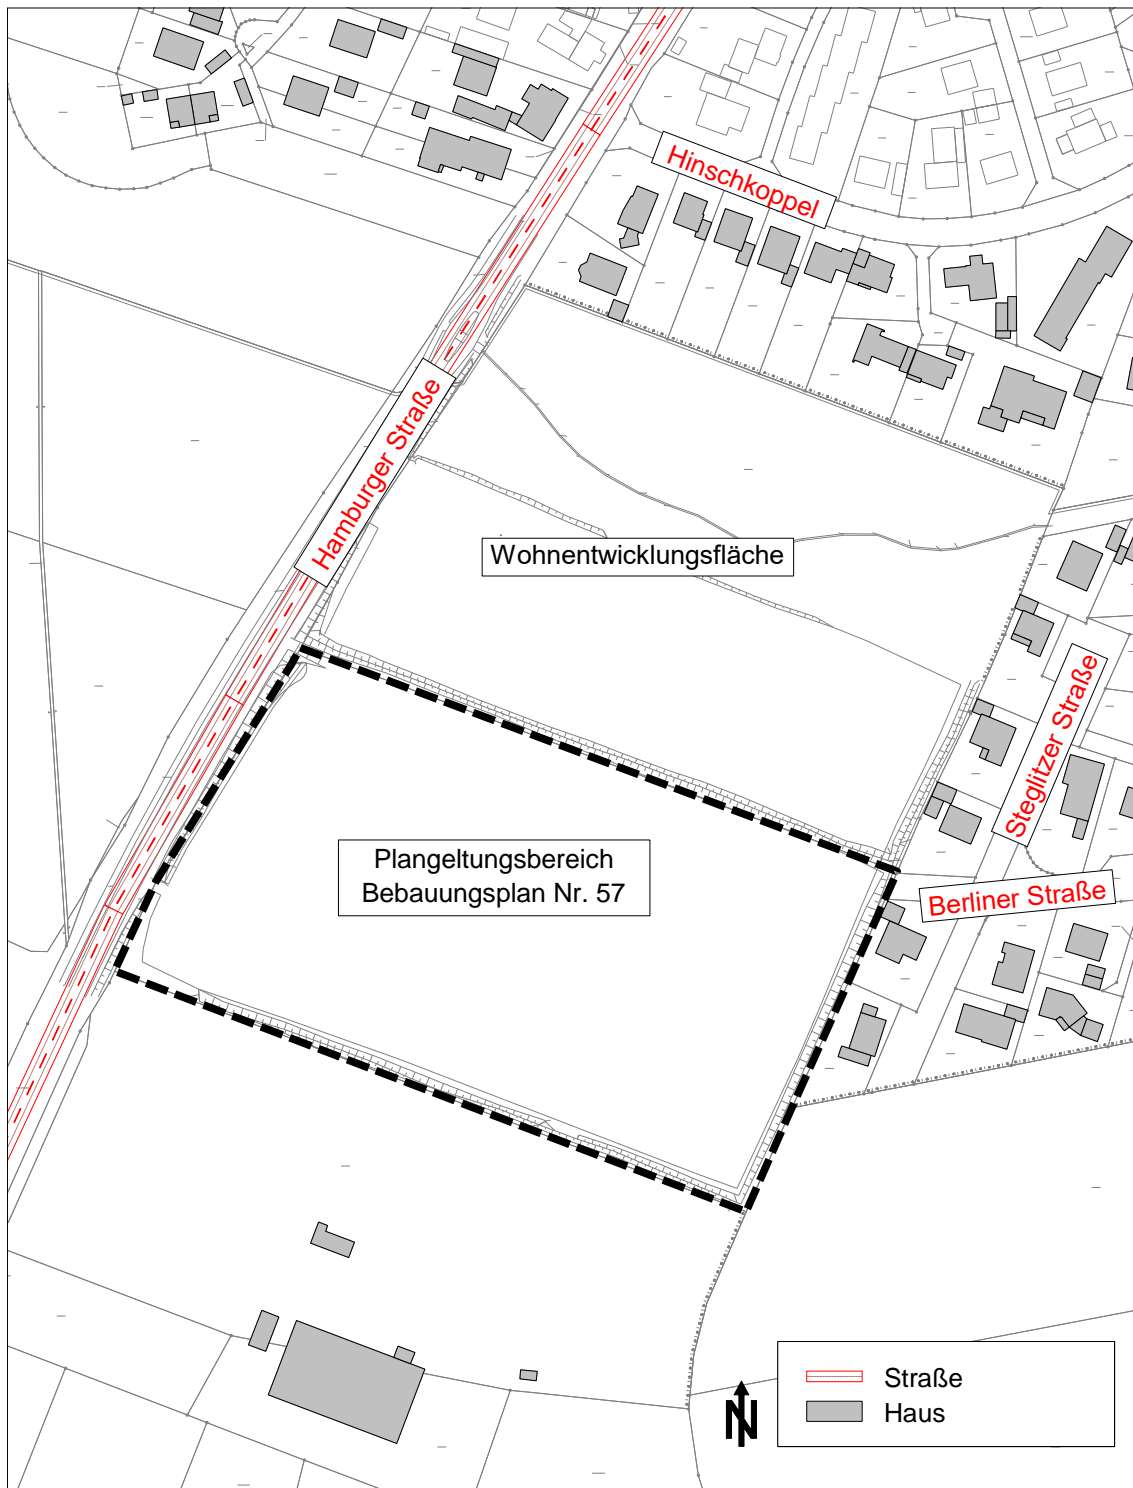 Hinschkoppel
Hamburger Straße
Wohnentwicklungsfläche
Steglitzer Straße
Plangeltungsbereich
Bebauungsplan Nr. 57
Berliner Straße
Straße
Haus
N